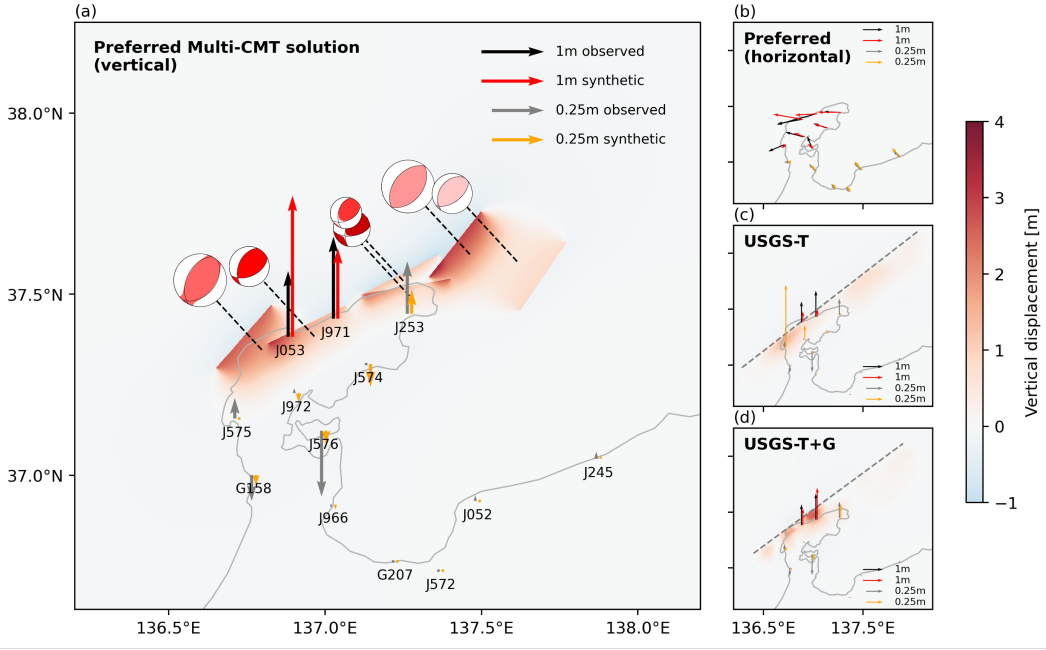 (a)
Preferred Multi-CMT solution
(vertical)
1m observed
1m synthetic
0.25m observed
0.25m synthetic
38.0°N
37.5°N
37.0°N
J053
J971
J253
J574
J972
J575
J576
G158
J966
J245
J052
G207
J572
136.5°E
137.0°E
137.5°E
138.0°E
(b)
Preferred
(horizontal)
1m
1m
0.25m
0.25m
(c)
USGS-T
1m
1m
0.25m
0.25m
(d)
USGS-T+G
1m
1m
0.25m
0.25m
136.5°E
137.5°E
4
3
2
1
0
−1
Vertical displacement [m]